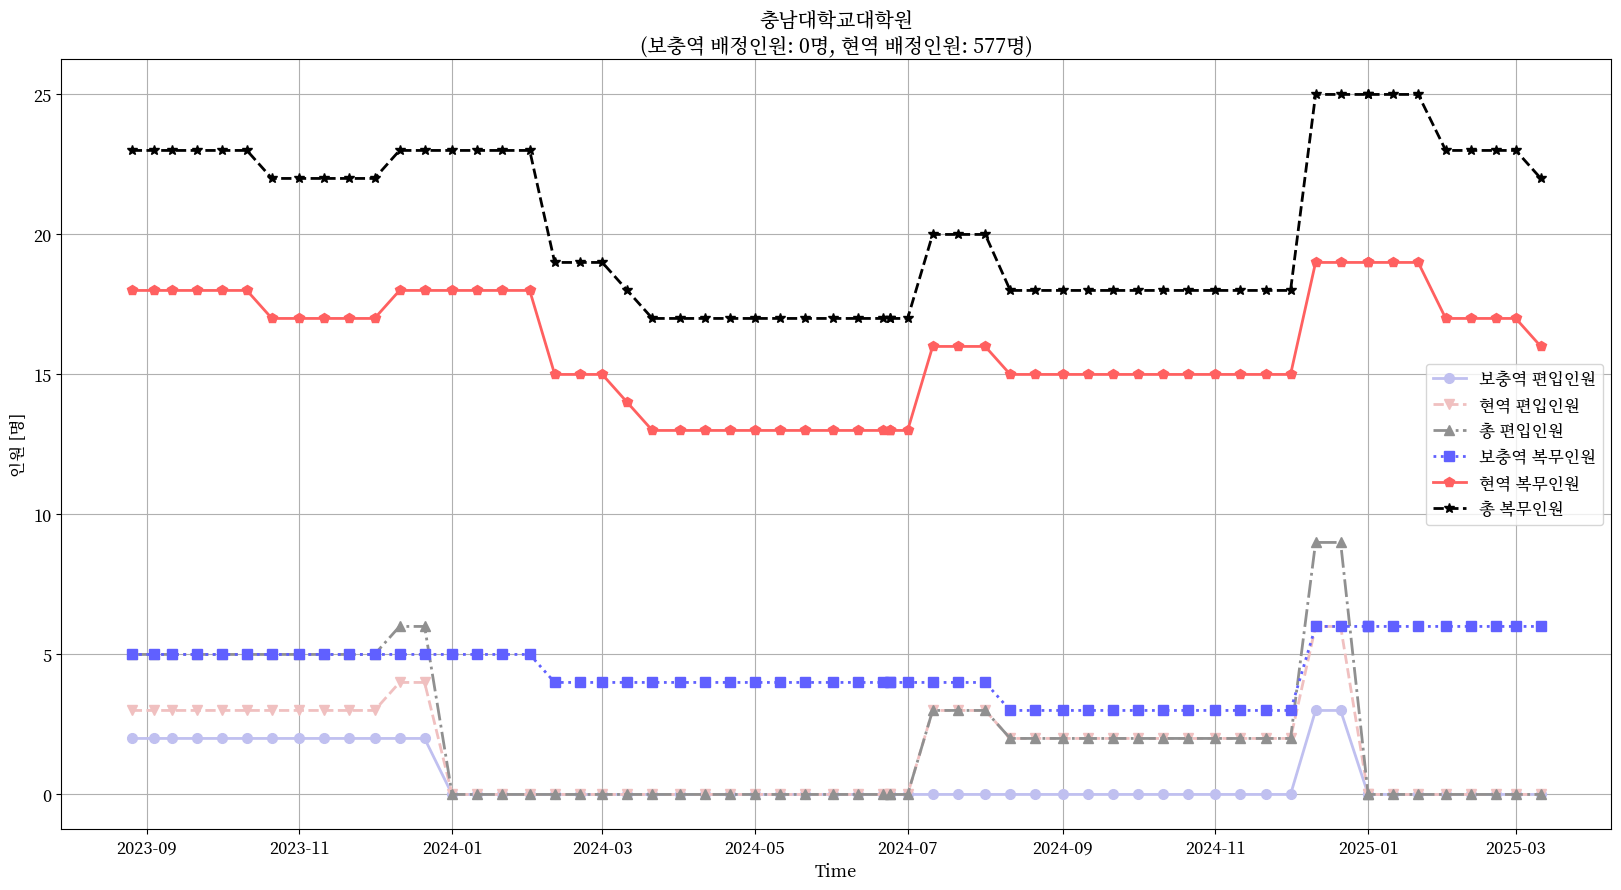 충남대학교대학원
(보충역 배정인원: 0명, 현역 배정인원: 577명)
인원 [명]
25
20
15
10
5
0
보충역 편입인원
현역 편입인원
총 편입인원
보충역 복무인원
현역 복무인원
총 복무인원
2023-09
2023-11
2024-01
2024-03
2024-05
2024-07
2024-09
2024-11
2025-01
2025-03
Time